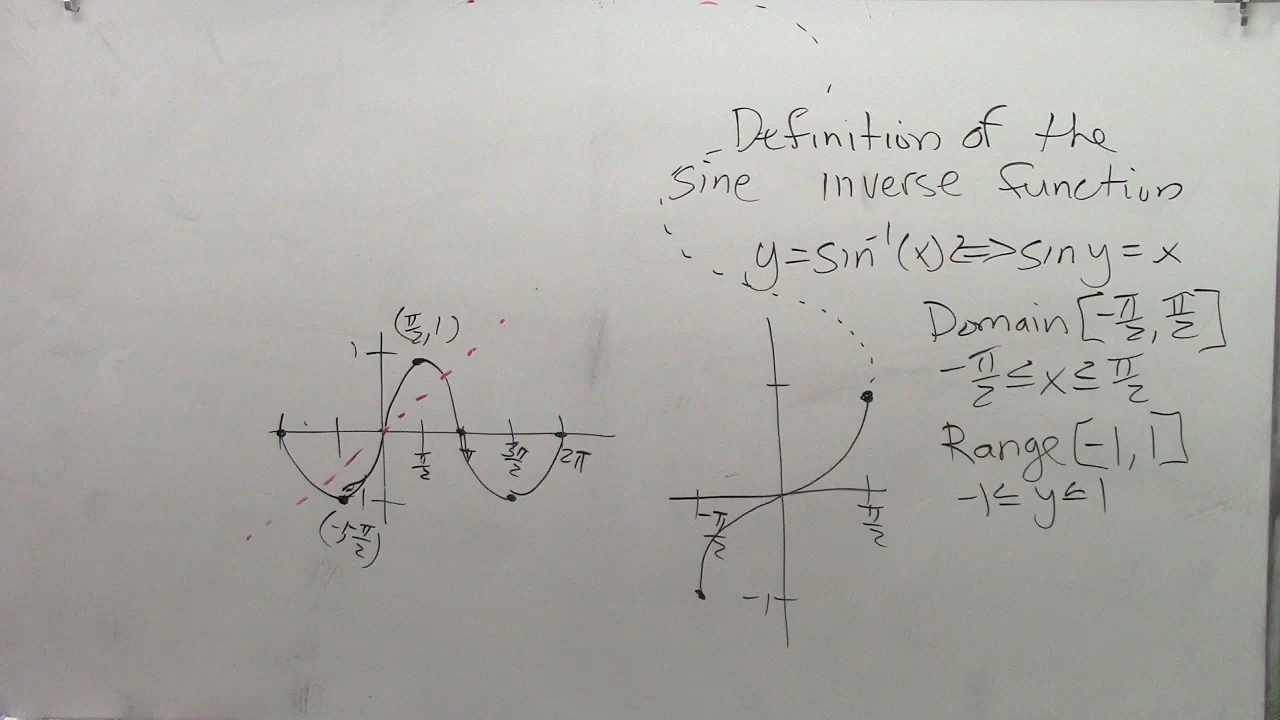 Definition of the
sine inverse function
y = sin⁻¹(x) ⟺ sin y = x
Domain [-π/2, π/2]
-π/2 ≤ x ≤ π/2
Range [-1, 1]
-1 ≤ y ≤ 1
(π/2, 1)
1
π/2
π
3π/2
2π
1
(-1, -π/2)
-π/2
π/2
-1